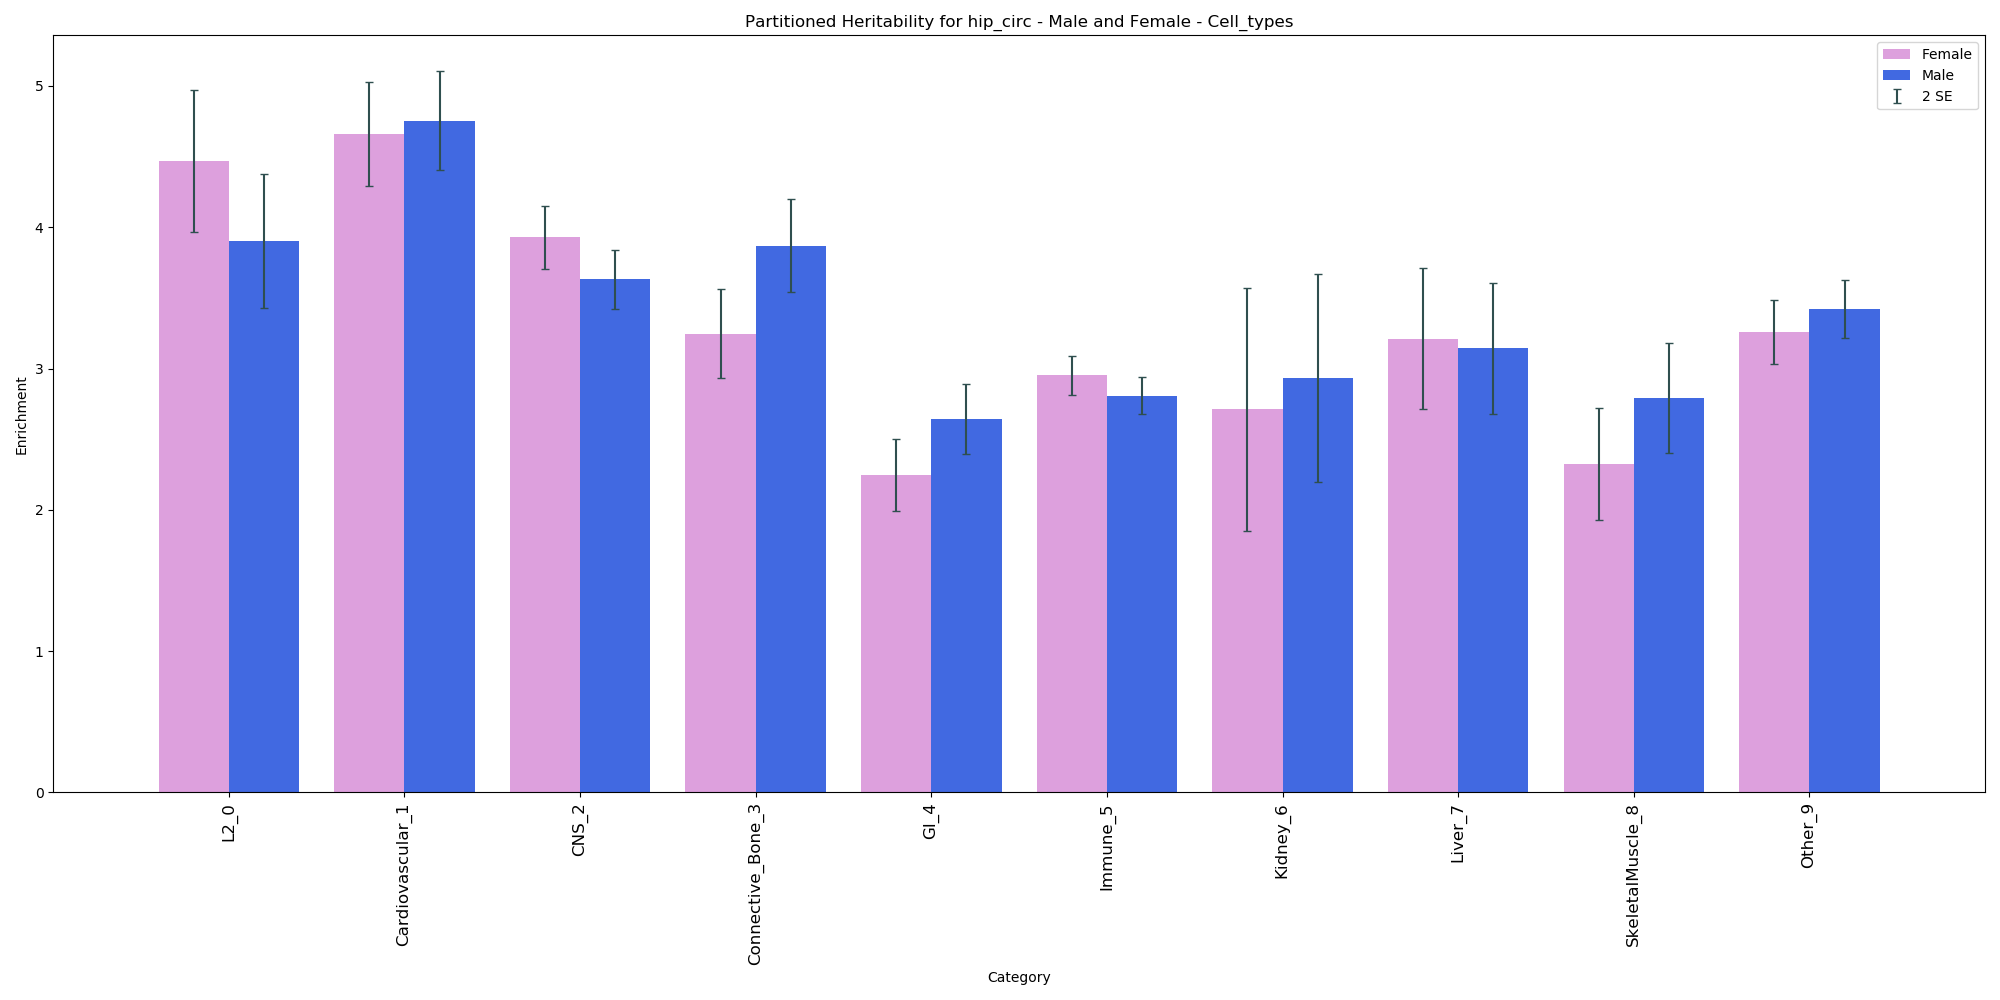 Partitioned Heritability for hip_circ - Male and Female - Cell_types
Female
Male
2 SE
5
4
3
2
1
0
Enrichment
L2_0
Cardiovascular_1
CNS_2
Connective_Bone_3
GI_4
Immune_5
Kidney_6
Liver_7
SkeletalMuscle_8
Other_9
Category